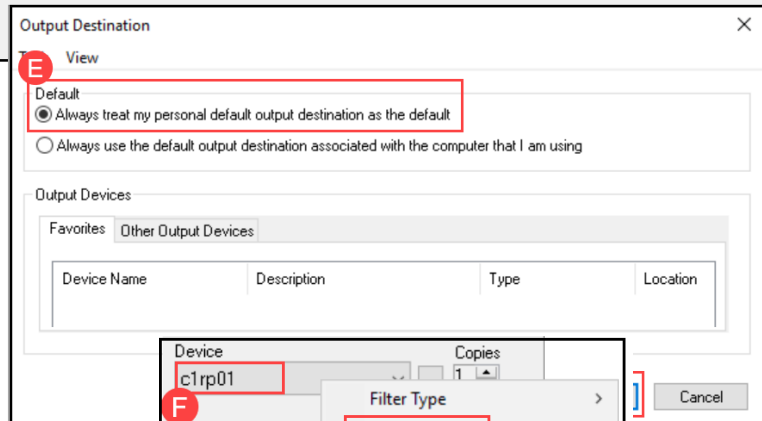 Output Destination
View
E
Default
Always treat my personal default output destination as the default
Always use the default output destination associated with the computer that I am using
Output Devices
Favorites Other Output Devices
Device Name Description Type Location
Device Copies
c1rp01 1
F
Filter Type
Cancel